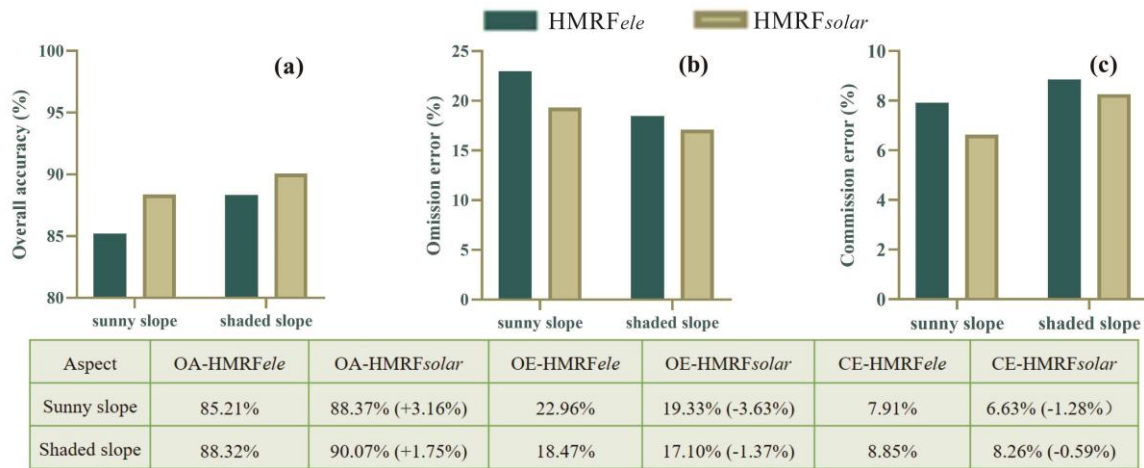 HMRFele HMRFsolar
(a)
Overall accuracy (%)
100
95
90
85
80
sunny slope shaded slope
(b)
Omission error (%)
25
20
15
10
5
0
sunny slope shaded slope
(c)
Commission error (%)
10
8
6
4
2
0
sunny slope shaded slope
Aspect OA-HMRFele OA-HMRFsolar OE-HMRFele OE-HMRFsolar CE-HMRFele CE-HMRFsolar
Sunny slope 85.21% 88.37% (+3.16%) 22.96% 19.33% (-3.63%) 7.91% 6.63% (-1.28%）
Shaded slope 88.32% 90.07% (+1.75%) 18.47% 17.10% (-1.37%) 8.85% 8.26% (-0.59%)